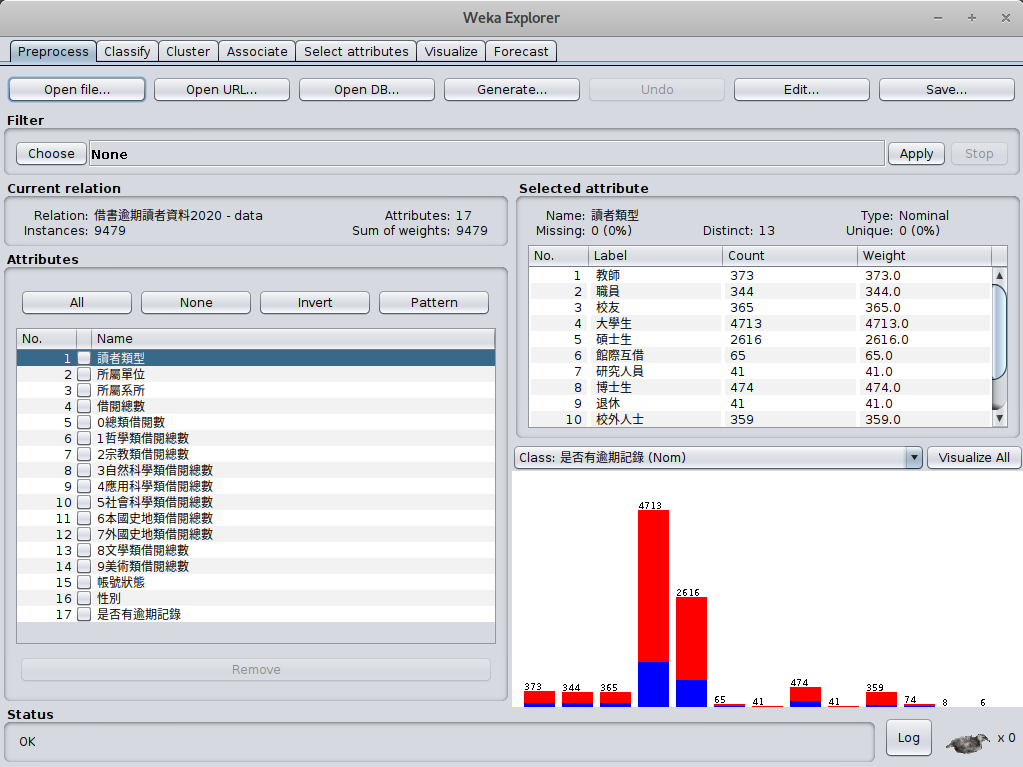 Weka Explorer
Preprocess Classify Cluster Associate Select attributes Visualize Forecast
Open file... Open URL... Open DB... Generate... Undo Edit... Save...
Filter
Choose None Apply Stop
Current relation
Relation: 借書逾期讀者資料2020 - data Attributes: 17
Instances: 9479 Sum of weights: 9479
Attributes
All None Invert Pattern
No. Name
1 讀者類型
2 所屬單位
3 所屬系所
4 借閱總數
5 0總類借閱數
6 1哲學類借閱總數
7 2宗教類借閱總數
8 3自然科學類借閱總數
9 4應用科學類借閱總數
10 5社會科學類借閱總數
11 6本國史地類借閱總數
12 7外國史地類借閱總數
13 8文學類借閱總數
14 9美術類借閱總數
15 帳號狀態
16 性別
17 是否有逾期記錄
Remove
Selected attribute
Name: 讀者類型 Type: Nominal
Missing: 0 (0%) Distinct: 13 Unique: 0 (0%)
No. Label Count Weight
1 教師 373 373.0
2 職員 344 344.0
3 校友 365 365.0
4 大學生 4713 4713.0
5 碩士生 2616 2616.0
6 館際互借 65 65.0
7 研究人員 41 41.0
8 博士生 474 474.0
9 退休 41 41.0
10 校外人士 359 359.0
Class: 是否有逾期記錄 (Nom) Visualize All
373 344 365 4713 2616 65 41 474 41 359 74 8 6
Status
OK Log x 0